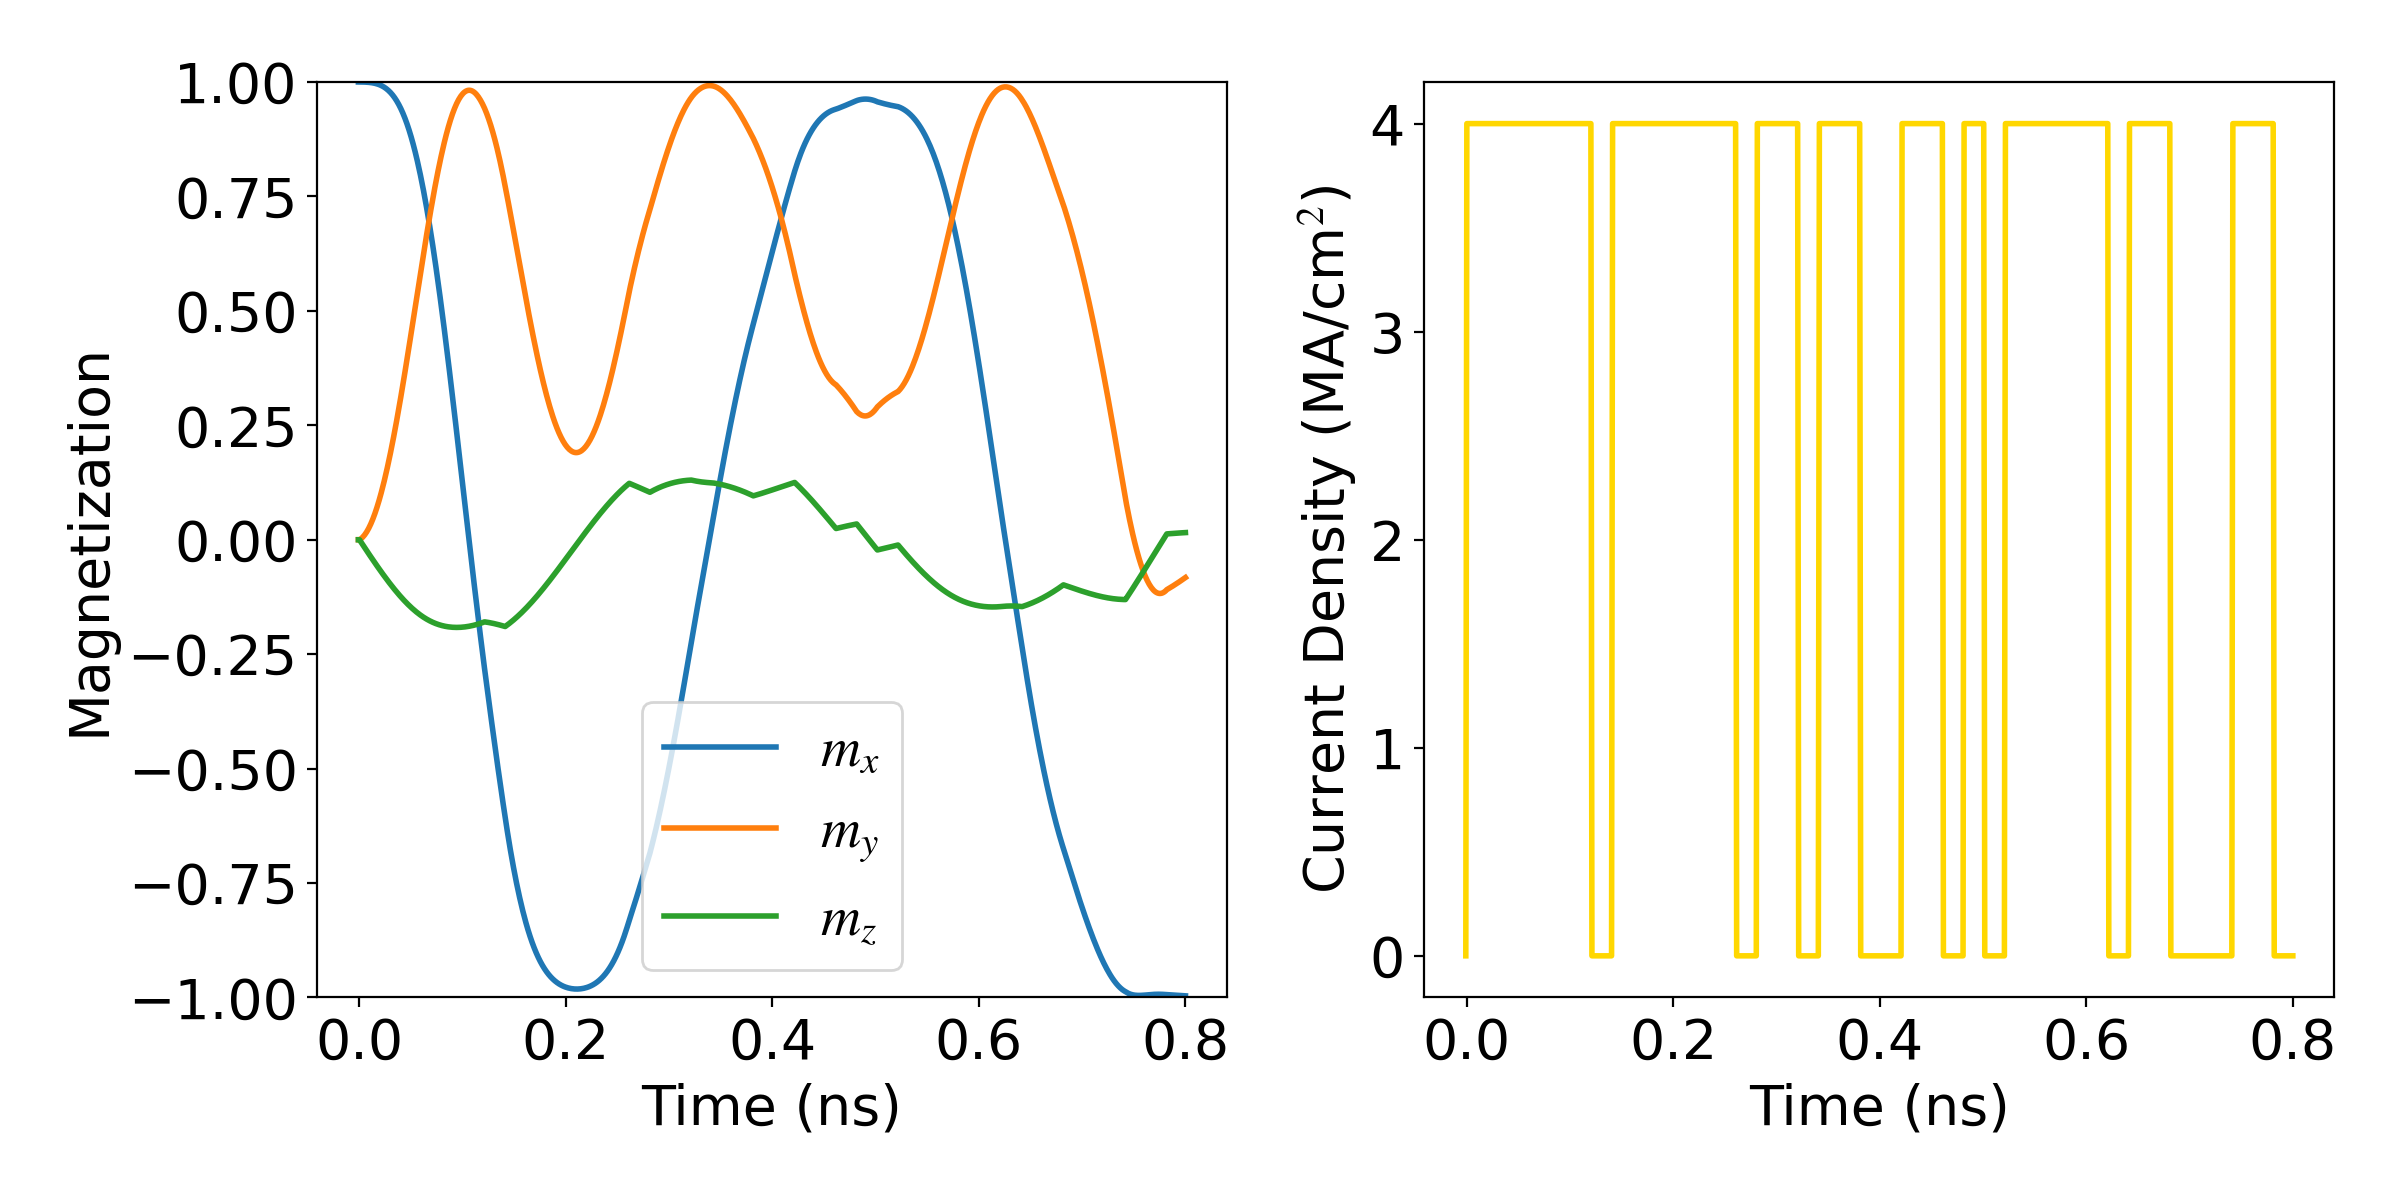 1.00
0.75
0.50
0.25
0.00
−0.25
−0.50
−0.75
−1.00
Magnetization
0.0 0.2 0.4 0.6 0.8
Time (ns)
mₓ
m_y
m_z
4
3
2
1
0
Current Density (MA/cm²)
0.0 0.2 0.4 0.6 0.8
Time (ns)